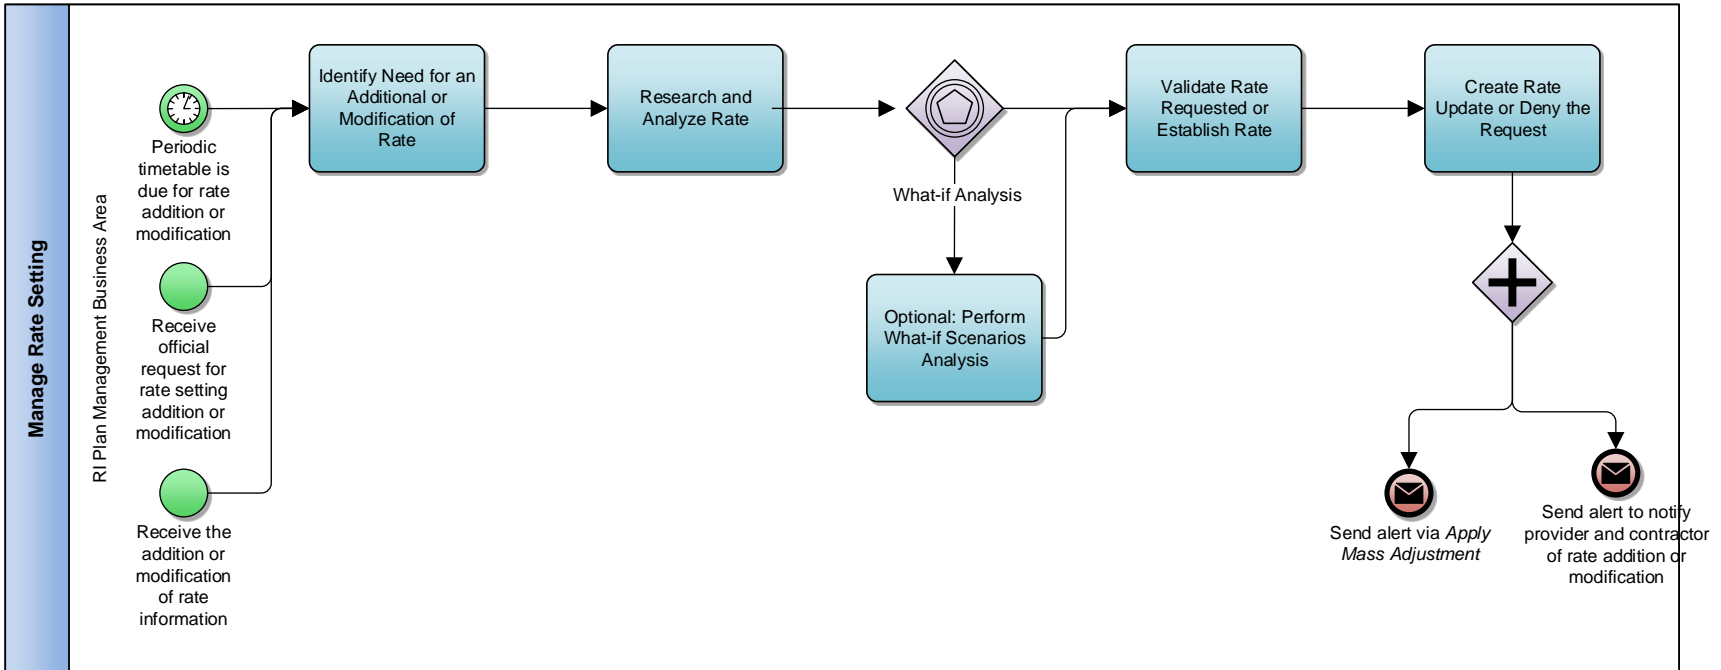 Manage Rate Setting
RI Plan Management Business Area
Periodic
timetable is
due for rate
addition or
modification
Receive
official
request for
rate setting
addition or
modification
Receive the
addition or
modification
of rate
information
Identify Need for an
Additional or
Modification of
Rate
Research and
Analyze Rate
What-if Analysis
Optional: Perform
What-if Scenarios
Analysis
Validate Rate
Requested or
Establish Rate
Create Rate
Update or Deny the
Request
Send alert via Apply
Mass Adjustment
Send alert to notify
provider and contractor
of rate addition or
modification